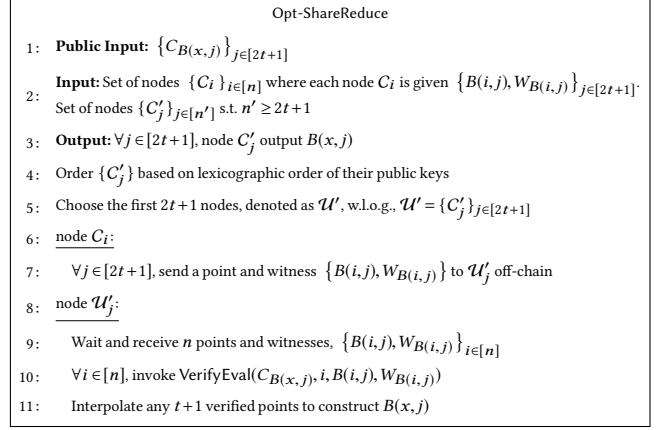 Opt-ShareReduce
1: Public Input: {C_{B(x,j)}}_{j∈[2t+1]}
2: Input: Set of nodes {C_i}_{i∈[n]} where each node C_i is given {B(i,j),W_{B(i,j)}}_{j∈[2t+1]}.
Set of nodes {C'_j}_{j∈[n']} s.t. n' ≥ 2t+1
3: Output: ∀j∈[2t+1], node C'_j output B(x,j)
4: Order {C'_j} based on lexicographic order of their public keys
5: Choose the first 2t+1 nodes, denoted as 𝒰', w.l.o.g., 𝒰' = {C'_j}_{j∈[2t+1]}
6: node C_i:
7: ∀j∈[2t+1], send a point and witness {B(i,j),W_{B(i,j)}} to 𝒰'_j off-chain
8: node 𝒰'_j:
9: Wait and receive n points and witnesses, {B(i,j),W_{B(i,j)}}_{i∈[n]}
10: ∀i∈[n], invoke VerifyEval(C_{B(x,j)},i,B(i,j),W_{B(i,j)})
11: Interpolate any t+1 verified points to construct B(x,j)